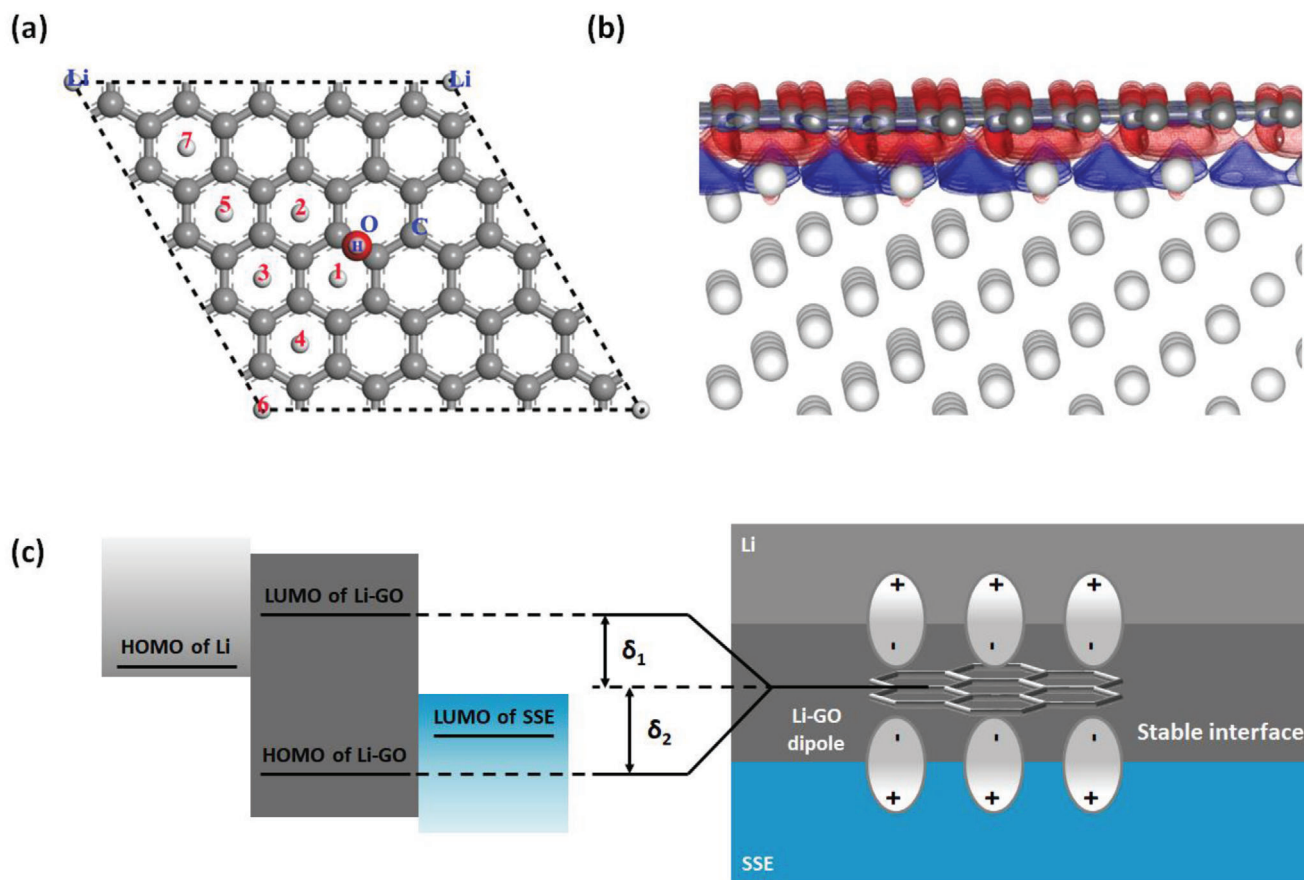 (a)
(b)
Li
Li
7
5
2
O
C
H
3
1
4
6
(c)
LUMO of Li-GO
HOMO of Li
LUMO of SSE
HOMO of Li-GO
δ1
δ2
Li
+ + +
- - -
Li-GO
dipole
Stable interface
- - -
+ + +
SSE